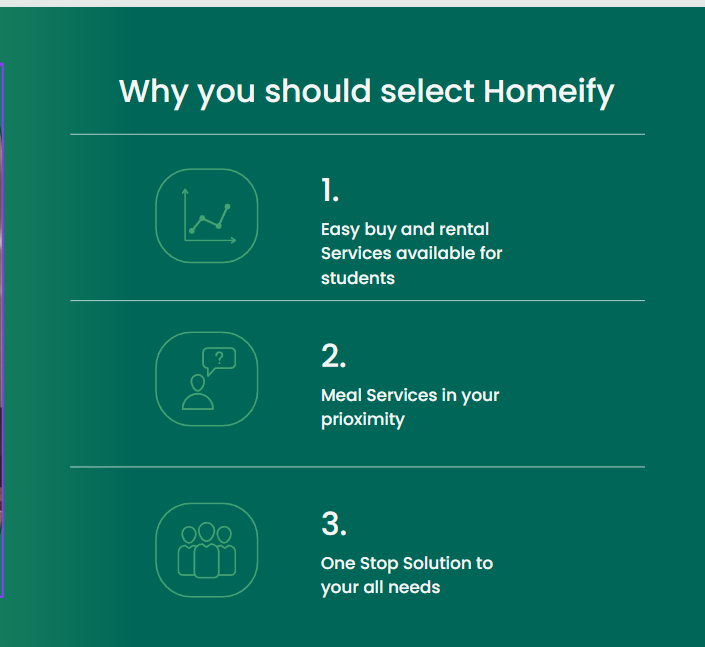 Why you should select Homeify
1.
Easy buy and rental
Services available for
students
?
2.
Meal Services in your
prioximity
3.
One Stop Solution to
your all needs